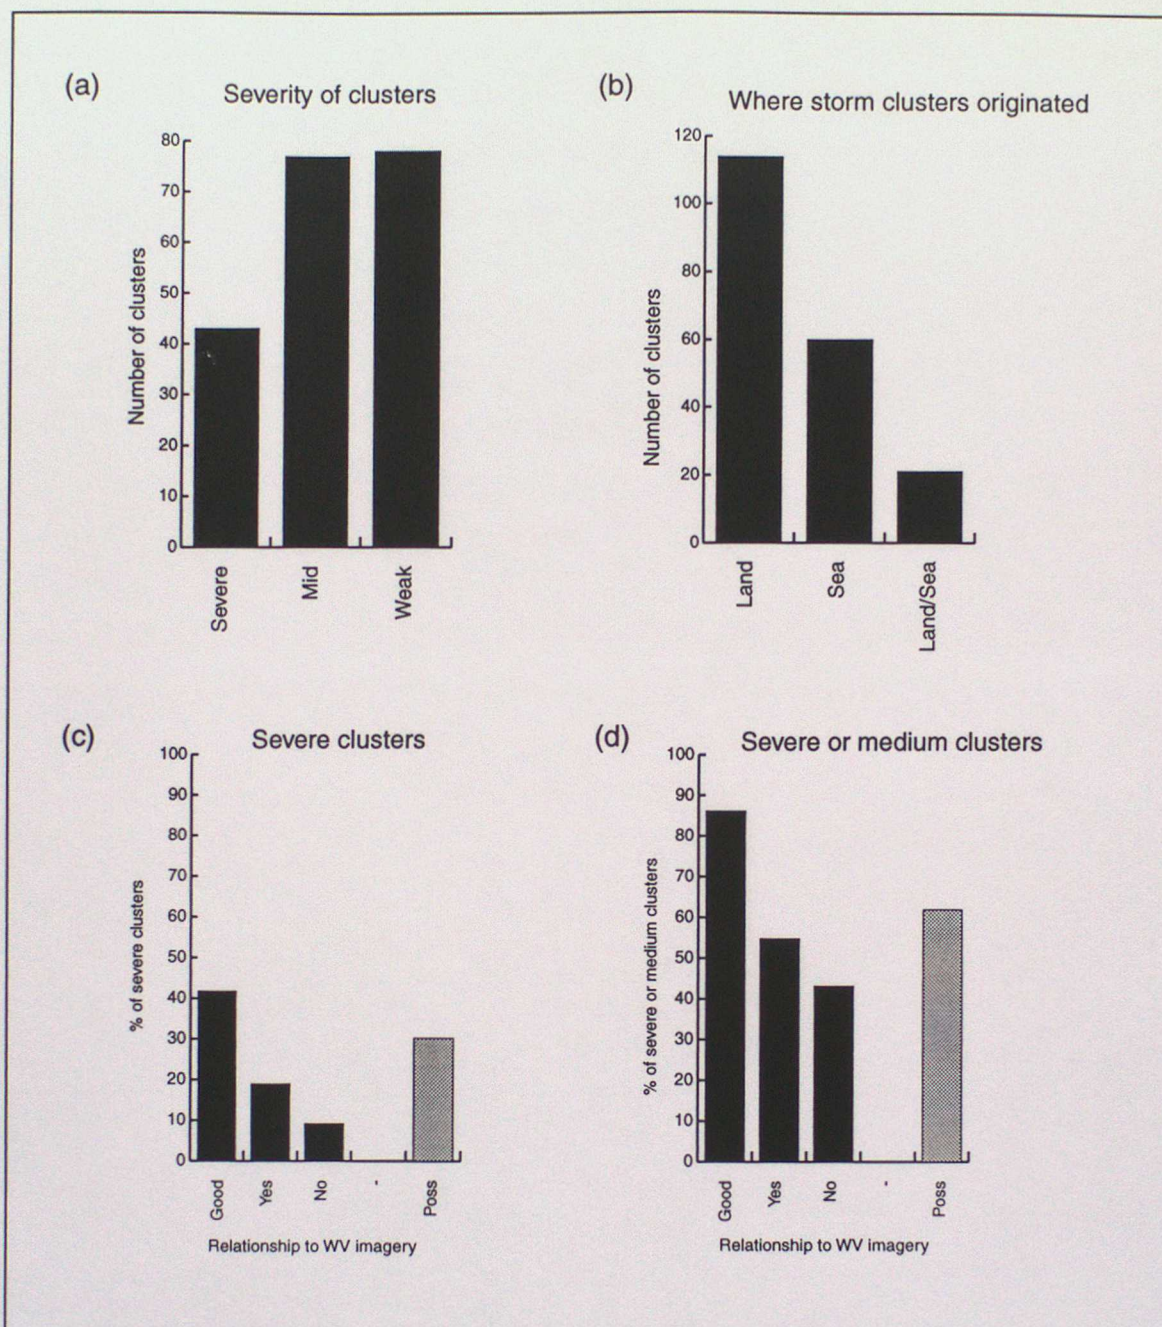 (a)
Severity of clusters
80
70
60
50
40
30
20
10
0
Number of clusters
Severe
Mid
Weak
(b)
Where storm clusters originated
120
100
80
60
40
20
0
Number of clusters
Land
Sea
Land/Sea
(c)
Severe clusters
100
90
80
70
60
50
40
30
20
10
0
% of severe clusters
Good
Yes
No
-
Poss
Relationship to WV imagery
(d)
Severe or medium clusters
100
90
80
70
60
50
40
30
20
10
0
% of severe or medium clusters
Good
Yes
No
-
Poss
Relationship to WV imagery